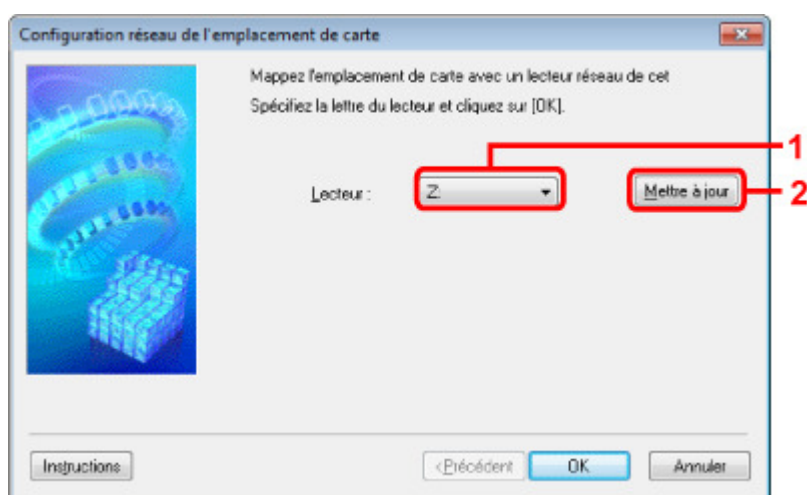 Configuration réseau de l'emplacement de carte
Mappez l'emplacement de carte avec un lecteur réseau de cet
Spécifiez la lettre du lecteur et cliquez sur [OK].
1
Lecteur :
Z:
Mettre à jour
2
Instructions
<Précédent
OK
Annuler